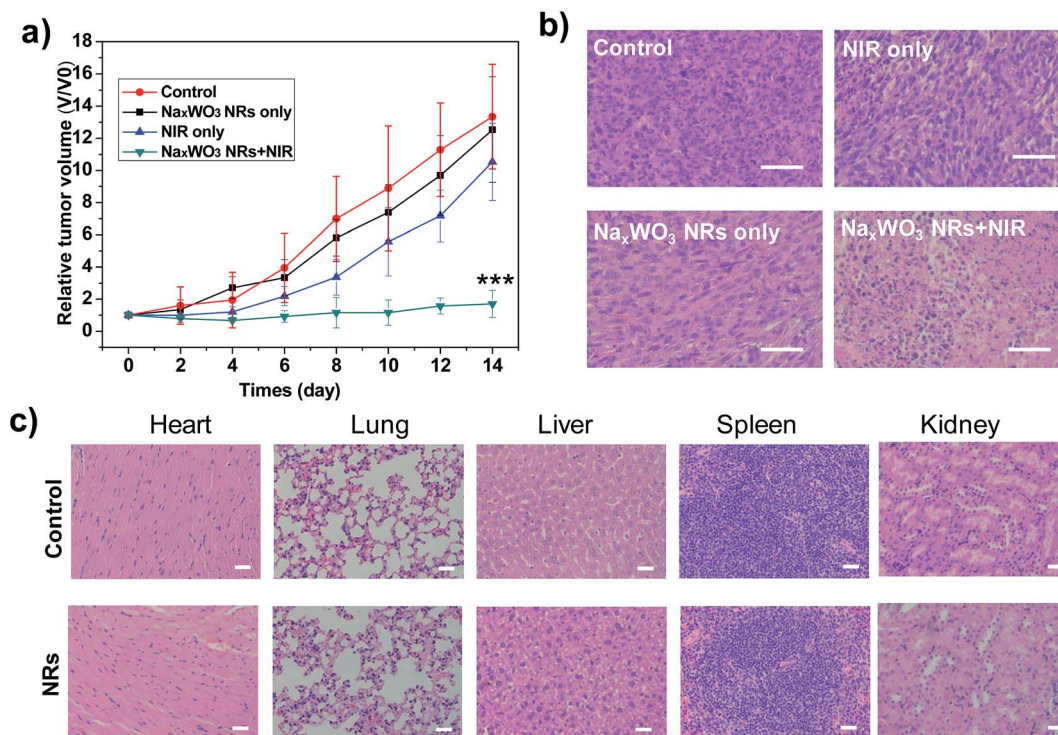 a)
18
16
14
12
10
8
6
4
2
0
Relative tumor volume (V/V0)
Control
NaxWO3 NRs only
NIR only
NaxWO3 NRs+NIR
***
0 2 4 6 8 10 12 14
Times (day)
b)
Control
NIR only
NaxWO3 NRs only
NaxWO3 NRs+NIR
c)
Heart Lung Liver Spleen Kidney
Control
NRs